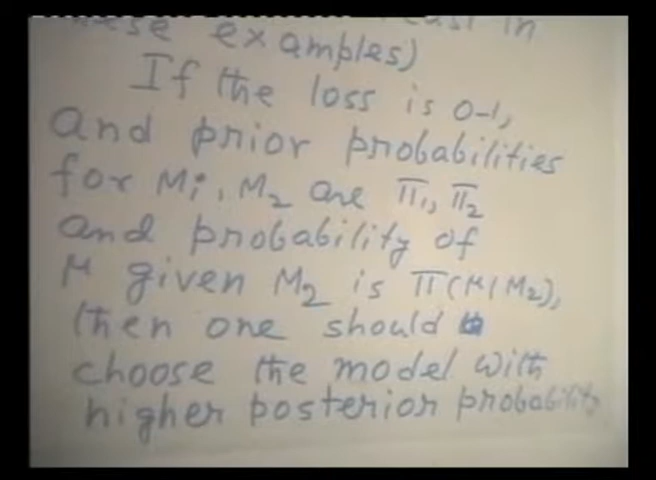 these examples)
If the loss is 0-1,
and prior probabilities
for M1, M2 are π1, π2
and probability of
μ given M2 is π(μ|M2),
then one should
choose the model with
higher posterior probability